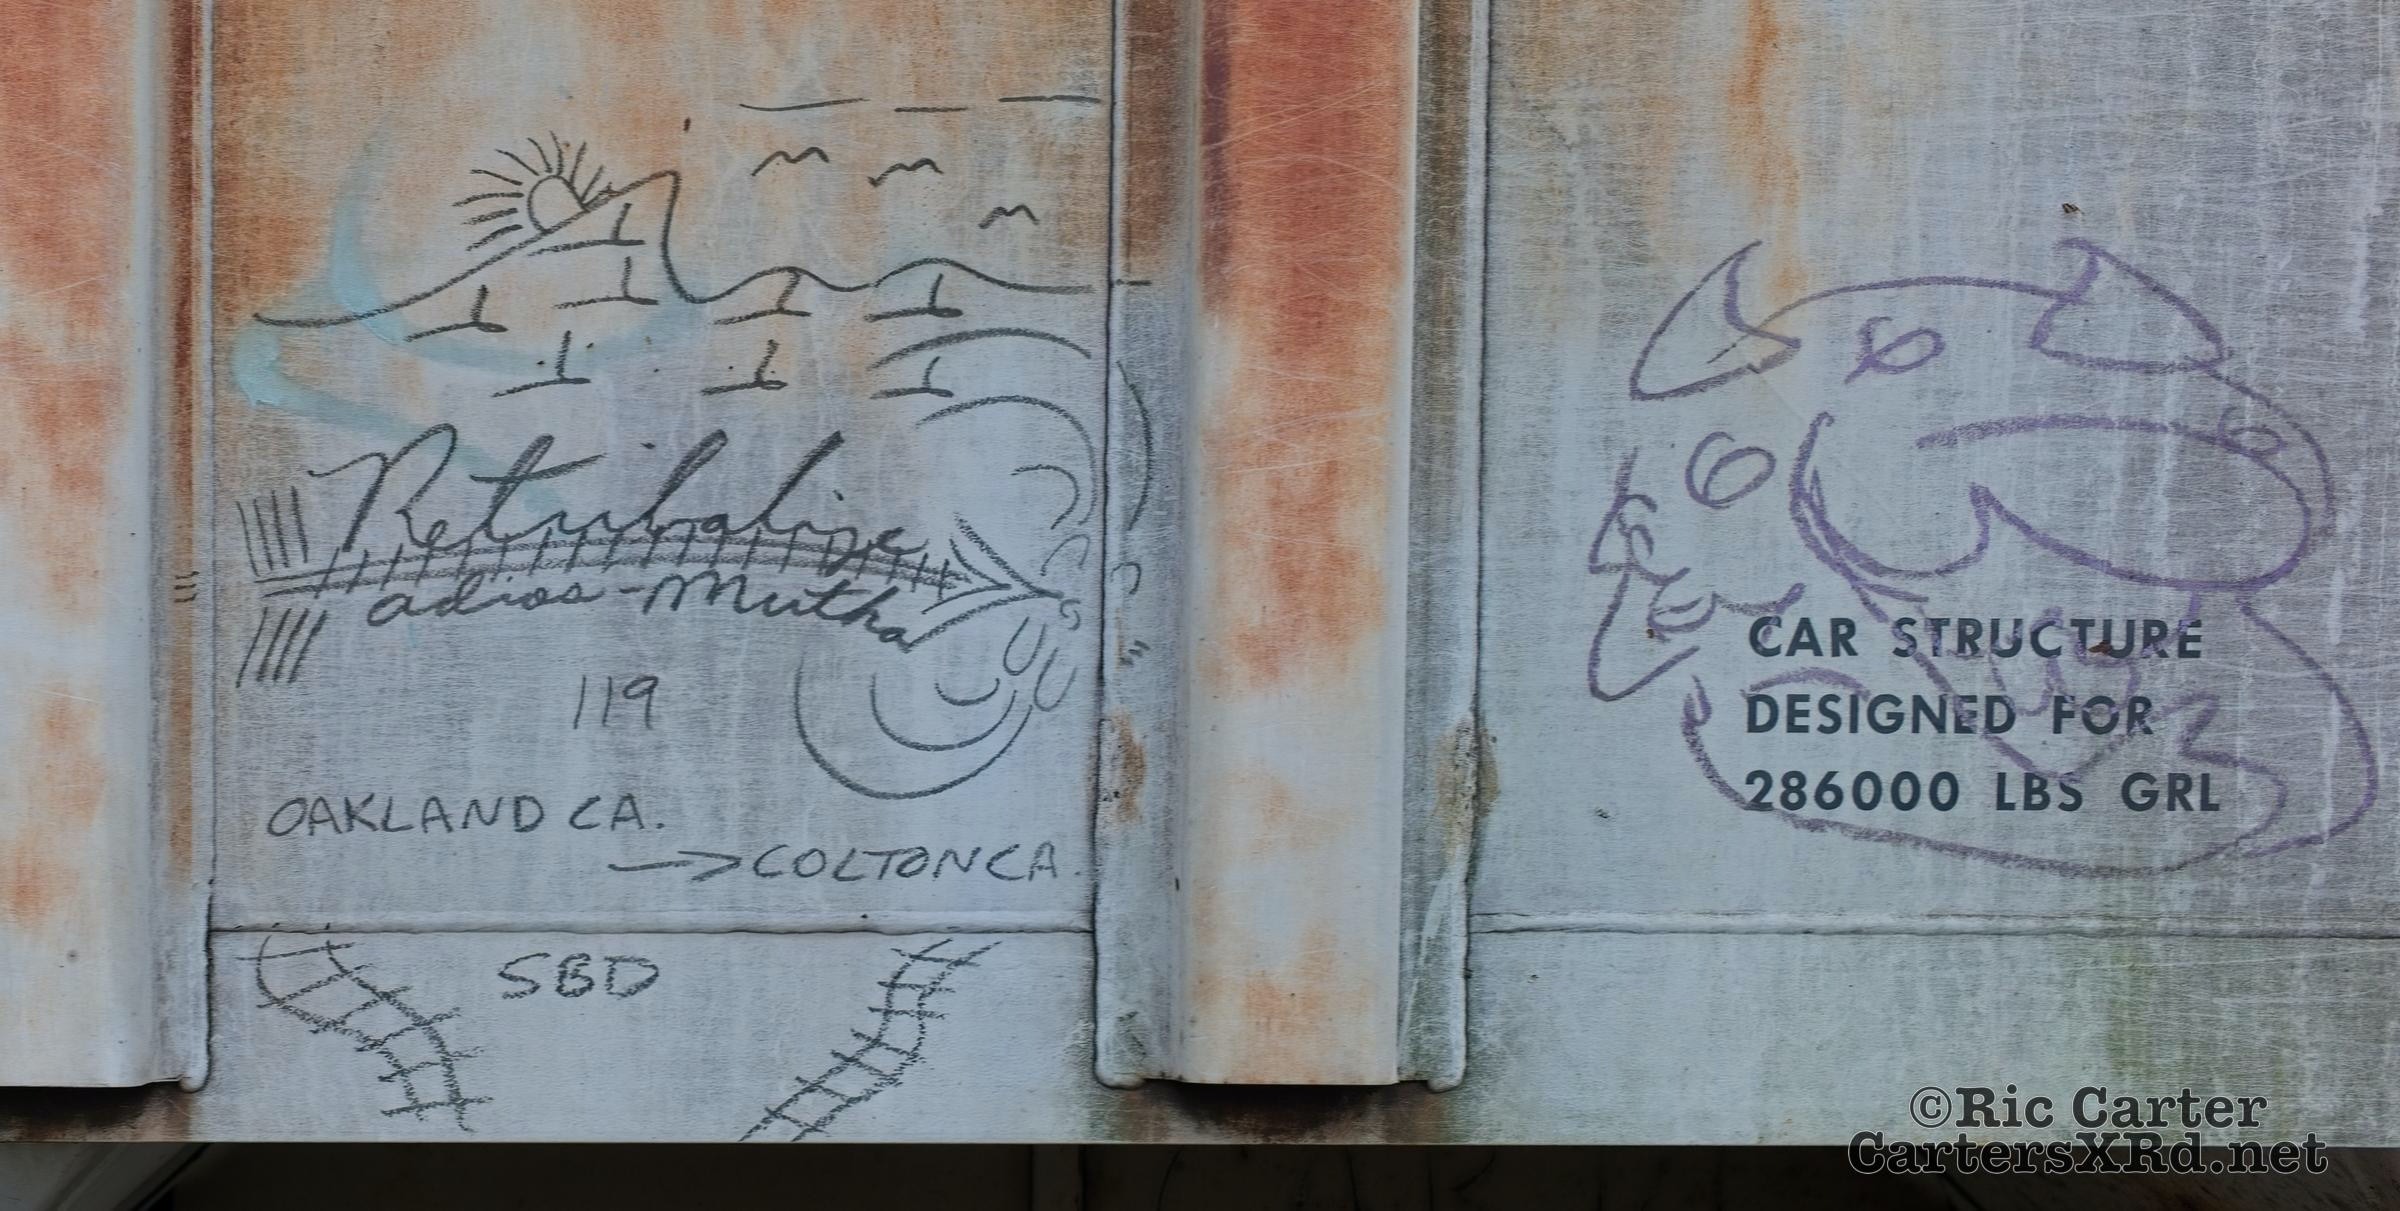 Retribalize
adios-Mutha
119
OAKLAND CA.
→COLTON CA.
SBD
CAR STRUCTURE
DESIGNED FOR
286000 LBS GRL
©Ric Carter
CartersXRd.net